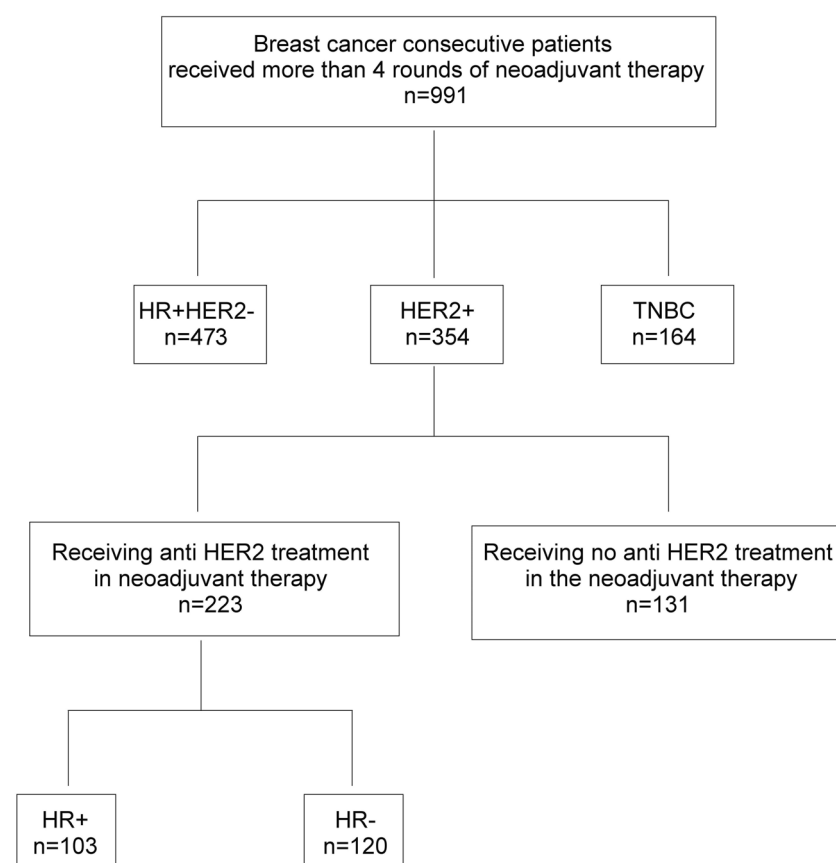 Breast cancer consecutive patients
received more than 4 rounds of neoadjuvant therapy
n=991
HR+HER2-
n=473
HER2+
n=354
TNBC
n=164
Receiving anti HER2 treatment
in neoadjuvant therapy
n=223
Receiving no anti HER2 treatment
in the neoadjuvant therapy
n=131
HR+
n=103
HR-
n=120